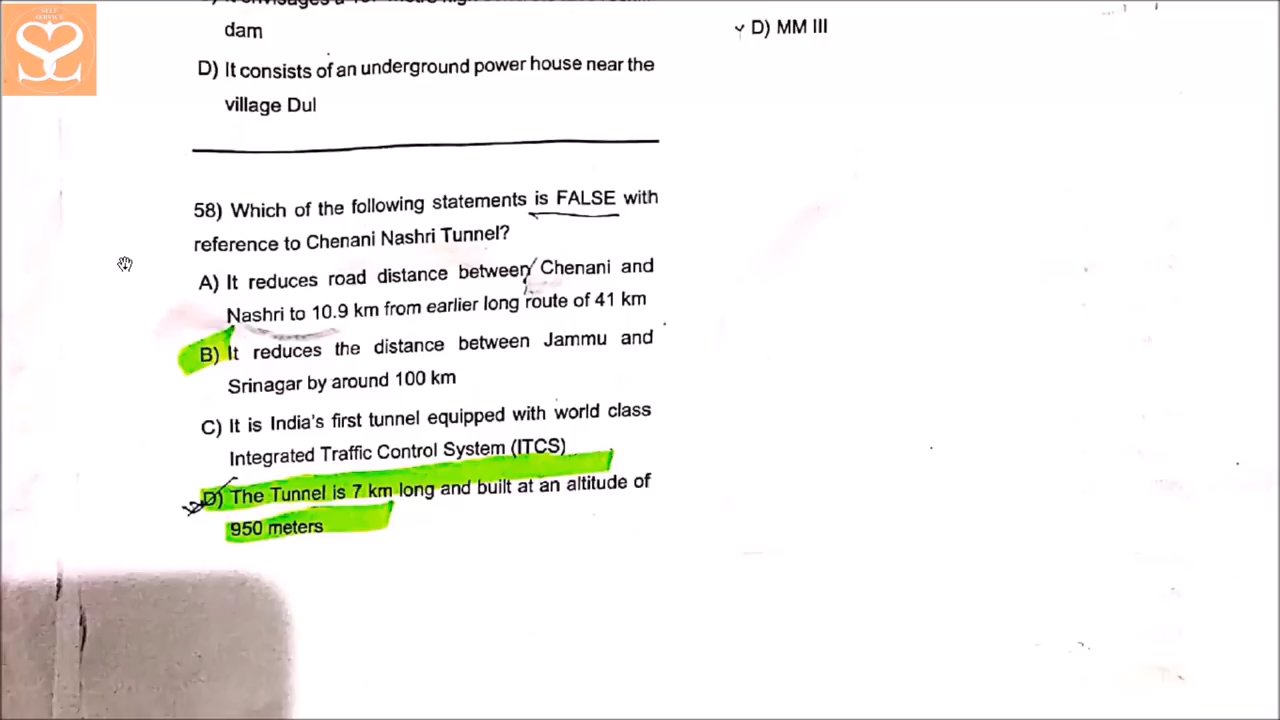 SELF
SERVICE
dam
D) It consists of an underground power house near the
village Dul
D) MM III
58) Which of the following statements is FALSE with
reference to Chenani Nashri Tunnel?
A) It reduces road distance between Chenani and
Nashri to 10.9 km from earlier long route of 41 km
B) It reduces the distance between Jammu and
Srinagar by around 100 km
C) It is India's first tunnel equipped with world class
Integrated Traffic Control System (ITCS)
D) The Tunnel is 7 km long and built at an altitude of
950 meters